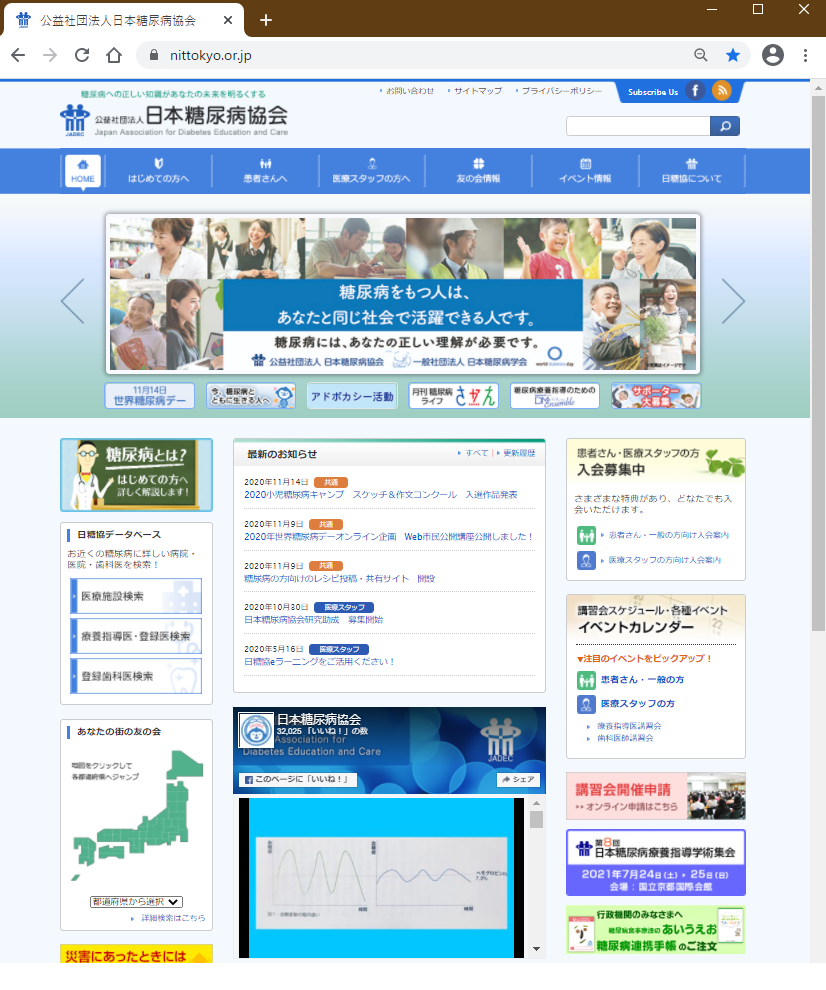 公益社団法人日本糖尿病協会
nittokyo.or.jp
糖尿病への正しい知識があなたの未来を明るくする
公益社団法人日本糖尿病協会
Japan Association for Diabetes Education and Care
JADEC
お問い合わせ
サイトマップ
プライバシーポリシー
Subscribe Us
HOME
はじめての方へ
患者さんへ
医療スタッフの方へ
友の会情報
イベント情報
日糖協について
糖尿病をもつ人は、
あなたと同じ社会で活躍できる人です。
糖尿病には、あなたの正しい理解が必要です。
公益社団法人 日本糖尿病協会
一般社団法人 日本糖尿病学会
world diabetes day
11月14日
世界糖尿病デー
今、糖尿病と
ともに生きる人へ
アドボカシー活動
月刊 糖尿病
ライフ さかえ
糖尿病療養指導のための
DM Ensemble
サポーター
大募集
糖尿病とは?
はじめての方へ
詳しく解説します!
日糖協データベース
お近くの糖尿病に詳しい病院・
医院・歯科医を検索！
医療施設検索
療養指導医・登録医検索
登録歯科医検索
あなたの街の友の会
地図をクリックして
各都道府県へジャンプ
都道府県から選択
詳細検索はこちら
災害にあったときには
最新のお知らせ
すべて | 更新履歴
2020年11月14日 共通
2020小児糖尿病キャンプ　スケッチ＆作文コンクール　入選作品発表
2020年11月9日 共通
2020年世界糖尿病デーオンライン企画　Web市民公開講座公開しました！
2020年11月9日 共通
糖尿病の方向けのレシピ投稿・共有サイト　開設
2020年10月30日 医療スタッフ
日本糖尿病協会研究助成　募集開始
2020年5月16日 医療スタッフ
日糖協eラーニングをご活用ください！
日本糖尿病協会
32,025「いいね！」の数
Association for
Diabetes Education and Care
JADEC
このページに「いいね！」
シェア
時間
時間
患者さん・医療スタッフの方
入会募集中
さまざまな特典があり、どなたでも入
会いただけます。
患者さん・一般の方向け入会案内
医療スタッフの方向け入会案内
講習会スケジュール・各種イベント
イベントカレンダー
▼注目のイベントをピックアップ！
患者さん・一般の方
医療スタッフの方
療養指導医講習会
歯科医師講習会
講習会開催申請
オンライン申請はこちら
第8回
日本糖尿病療養指導学術集会
2021年7月24日(土)・25日(日)
会場：国立京都国際会館
行政機関のみなさまへ
糖尿病食事療法の あいうえお
糖尿病連携手帳 のご注文